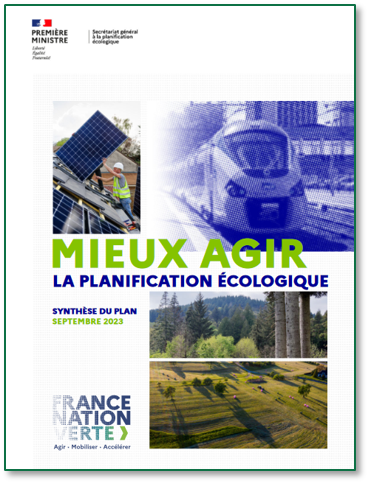 PREMIÈRE
MINISTRE
Liberté
Égalité
Fraternité
Secrétariat général
à la planification
écologique
MIEUX AGIR
LA PLANIFICATION ÉCOLOGIQUE
SYNTHÈSE DU PLAN
SEPTEMBRE 2023
FRANCE
NATION
VERTE
Agir • Mobiliser • Accélérer